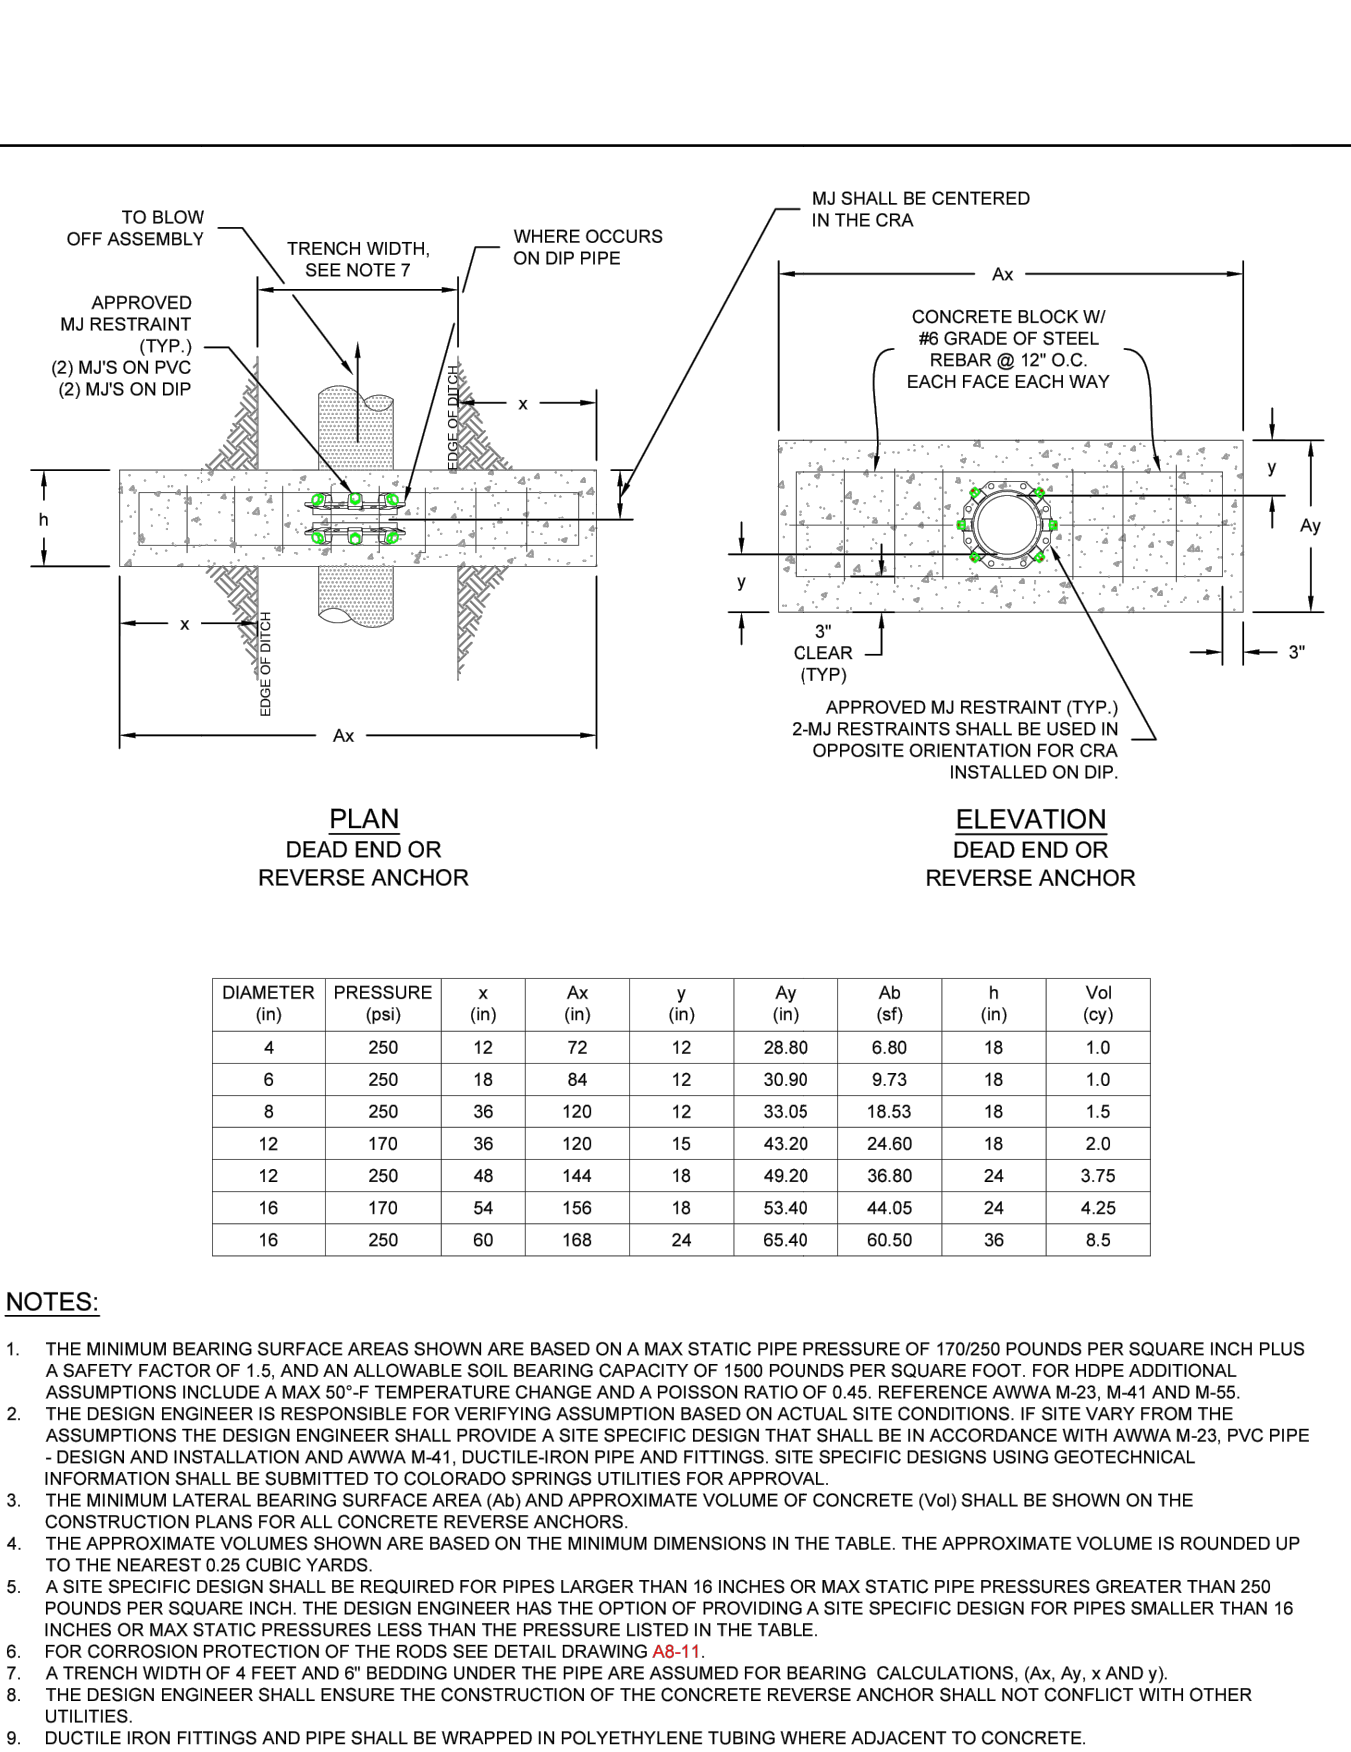 TO BLOW
OFF ASSEMBLY
TRENCH WIDTH,
SEE NOTE 7
WHERE OCCURS
ON DIP PIPE
APPROVED
MJ RESTRAINT
(TYP.)
(2) MJ'S ON PVC
(2) MJ'S ON DIP
EDGE OF DITCH
x
h
x
EDGE OF DITCH
Ax
PLAN
DEAD END OR
REVERSE ANCHOR
MJ SHALL BE CENTERED
IN THE CRA
Ax
CONCRETE BLOCK W/
#6 GRADE OF STEEL
REBAR @ 12" O.C.
EACH FACE EACH WAY
y
Ay
y
3"
CLEAR
(TYP)
3"
APPROVED MJ RESTRAINT (TYP.)
2-MJ RESTRAINTS SHALL BE USED IN
OPPOSITE ORIENTATION FOR CRA
INSTALLED ON DIP.
ELEVATION
DEAD END OR
REVERSE ANCHOR
DIAMETER PRESSURE x Ax y Ay Ab h Vol
(in) (psi) (in) (in) (in) (in) (sf) (in) (cy)
4 250 12 72 12 28.80 6.80 18 1.0
6 250 18 84 12 30.90 9.73 18 1.0
8 250 36 120 12 33.05 18.53 18 1.5
12 170 36 120 15 43.20 24.60 18 2.0
12 250 48 144 18 49.20 36.80 24 3.75
16 170 54 156 18 53.40 44.05 24 4.25
16 250 60 168 24 65.40 60.50 36 8.5
NOTES:
1. THE MINIMUM BEARING SURFACE AREAS SHOWN ARE BASED ON A MAX STATIC PIPE PRESSURE OF 170/250 POUNDS PER SQUARE INCH PLUS
A SAFETY FACTOR OF 1.5, AND AN ALLOWABLE SOIL BEARING CAPACITY OF 1500 POUNDS PER SQUARE FOOT. FOR HDPE ADDITIONAL
ASSUMPTIONS INCLUDE A MAX 50°-F TEMPERATURE CHANGE AND A POISSON RATIO OF 0.45. REFERENCE AWWA M-23, M-41 AND M-55.
2. THE DESIGN ENGINEER IS RESPONSIBLE FOR VERIFYING ASSUMPTION BASED ON ACTUAL SITE CONDITIONS. IF SITE VARY FROM THE
ASSUMPTIONS THE DESIGN ENGINEER SHALL PROVIDE A SITE SPECIFIC DESIGN THAT SHALL BE IN ACCORDANCE WITH AWWA M-23, PVC PIPE
- DESIGN AND INSTALLATION AND AWWA M-41, DUCTILE-IRON PIPE AND FITTINGS. SITE SPECIFIC DESIGNS USING GEOTECHNICAL
INFORMATION SHALL BE SUBMITTED TO COLORADO SPRINGS UTILITIES FOR APPROVAL.
3. THE MINIMUM LATERAL BEARING SURFACE AREA (Ab) AND APPROXIMATE VOLUME OF CONCRETE (Vol) SHALL BE SHOWN ON THE
CONSTRUCTION PLANS FOR ALL CONCRETE REVERSE ANCHORS.
4. THE APPROXIMATE VOLUMES SHOWN ARE BASED ON THE MINIMUM DIMENSIONS IN THE TABLE. THE APPROXIMATE VOLUME IS ROUNDED UP
TO THE NEAREST 0.25 CUBIC YARDS.
5. A SITE SPECIFIC DESIGN SHALL BE REQUIRED FOR PIPES LARGER THAN 16 INCHES OR MAX STATIC PIPE PRESSURES GREATER THAN 250
POUNDS PER SQUARE INCH. THE DESIGN ENGINEER HAS THE OPTION OF PROVIDING A SITE SPECIFIC DESIGN FOR PIPES SMALLER THAN 16
INCHES OR MAX STATIC PRESSURES LESS THAN THE PRESSURE LISTED IN THE TABLE.
6. FOR CORROSION PROTECTION OF THE RODS SEE DETAIL DRAWING A8-11.
7. A TRENCH WIDTH OF 4 FEET AND 6" BEDDING UNDER THE PIPE ARE ASSUMED FOR BEARING CALCULATIONS, (Ax, Ay, x AND y).
8. THE DESIGN ENGINEER SHALL ENSURE THE CONSTRUCTION OF THE CONCRETE REVERSE ANCHOR SHALL NOT CONFLICT WITH OTHER
UTILITIES.
9. DUCTILE IRON FITTINGS AND PIPE SHALL BE WRAPPED IN POLYETHYLENE TUBING WHERE ADJACENT TO CONCRETE.